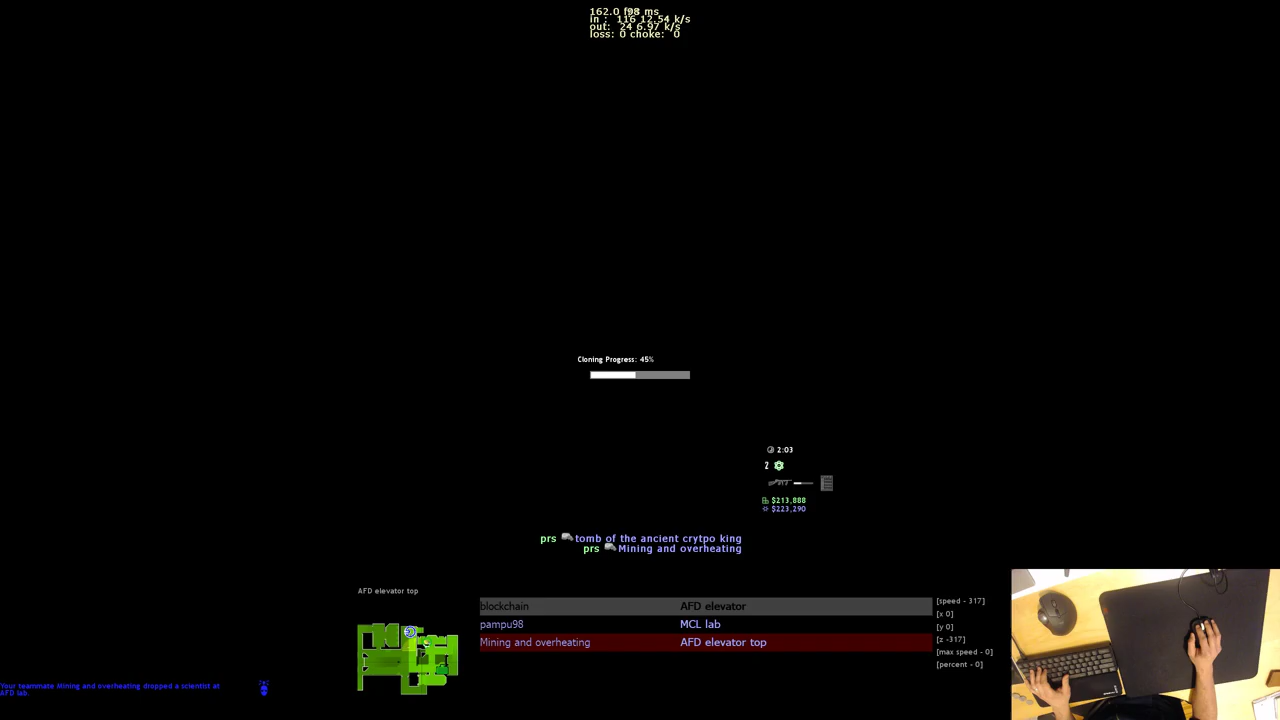 162.0 f98 ms
in : 116 12.54 k/s
out: 24 6.97 k/s
loss: 0 choke: 0
Cloning Progress: 45%
2:03
2
$213,888
$223,290
prs tomb of the ancient crytpo king
prs Mining and overheating
AFD elevator top
blockchain AFD elevator
pampu98 MCL lab
Mining and overheating AFD elevator top
[speed - 317]
[x 0]
[y 0]
[z -317]
[max speed - 0]
[percent - 0]
Your teammate Mining and overheating dropped a scientist at
AFD lab.